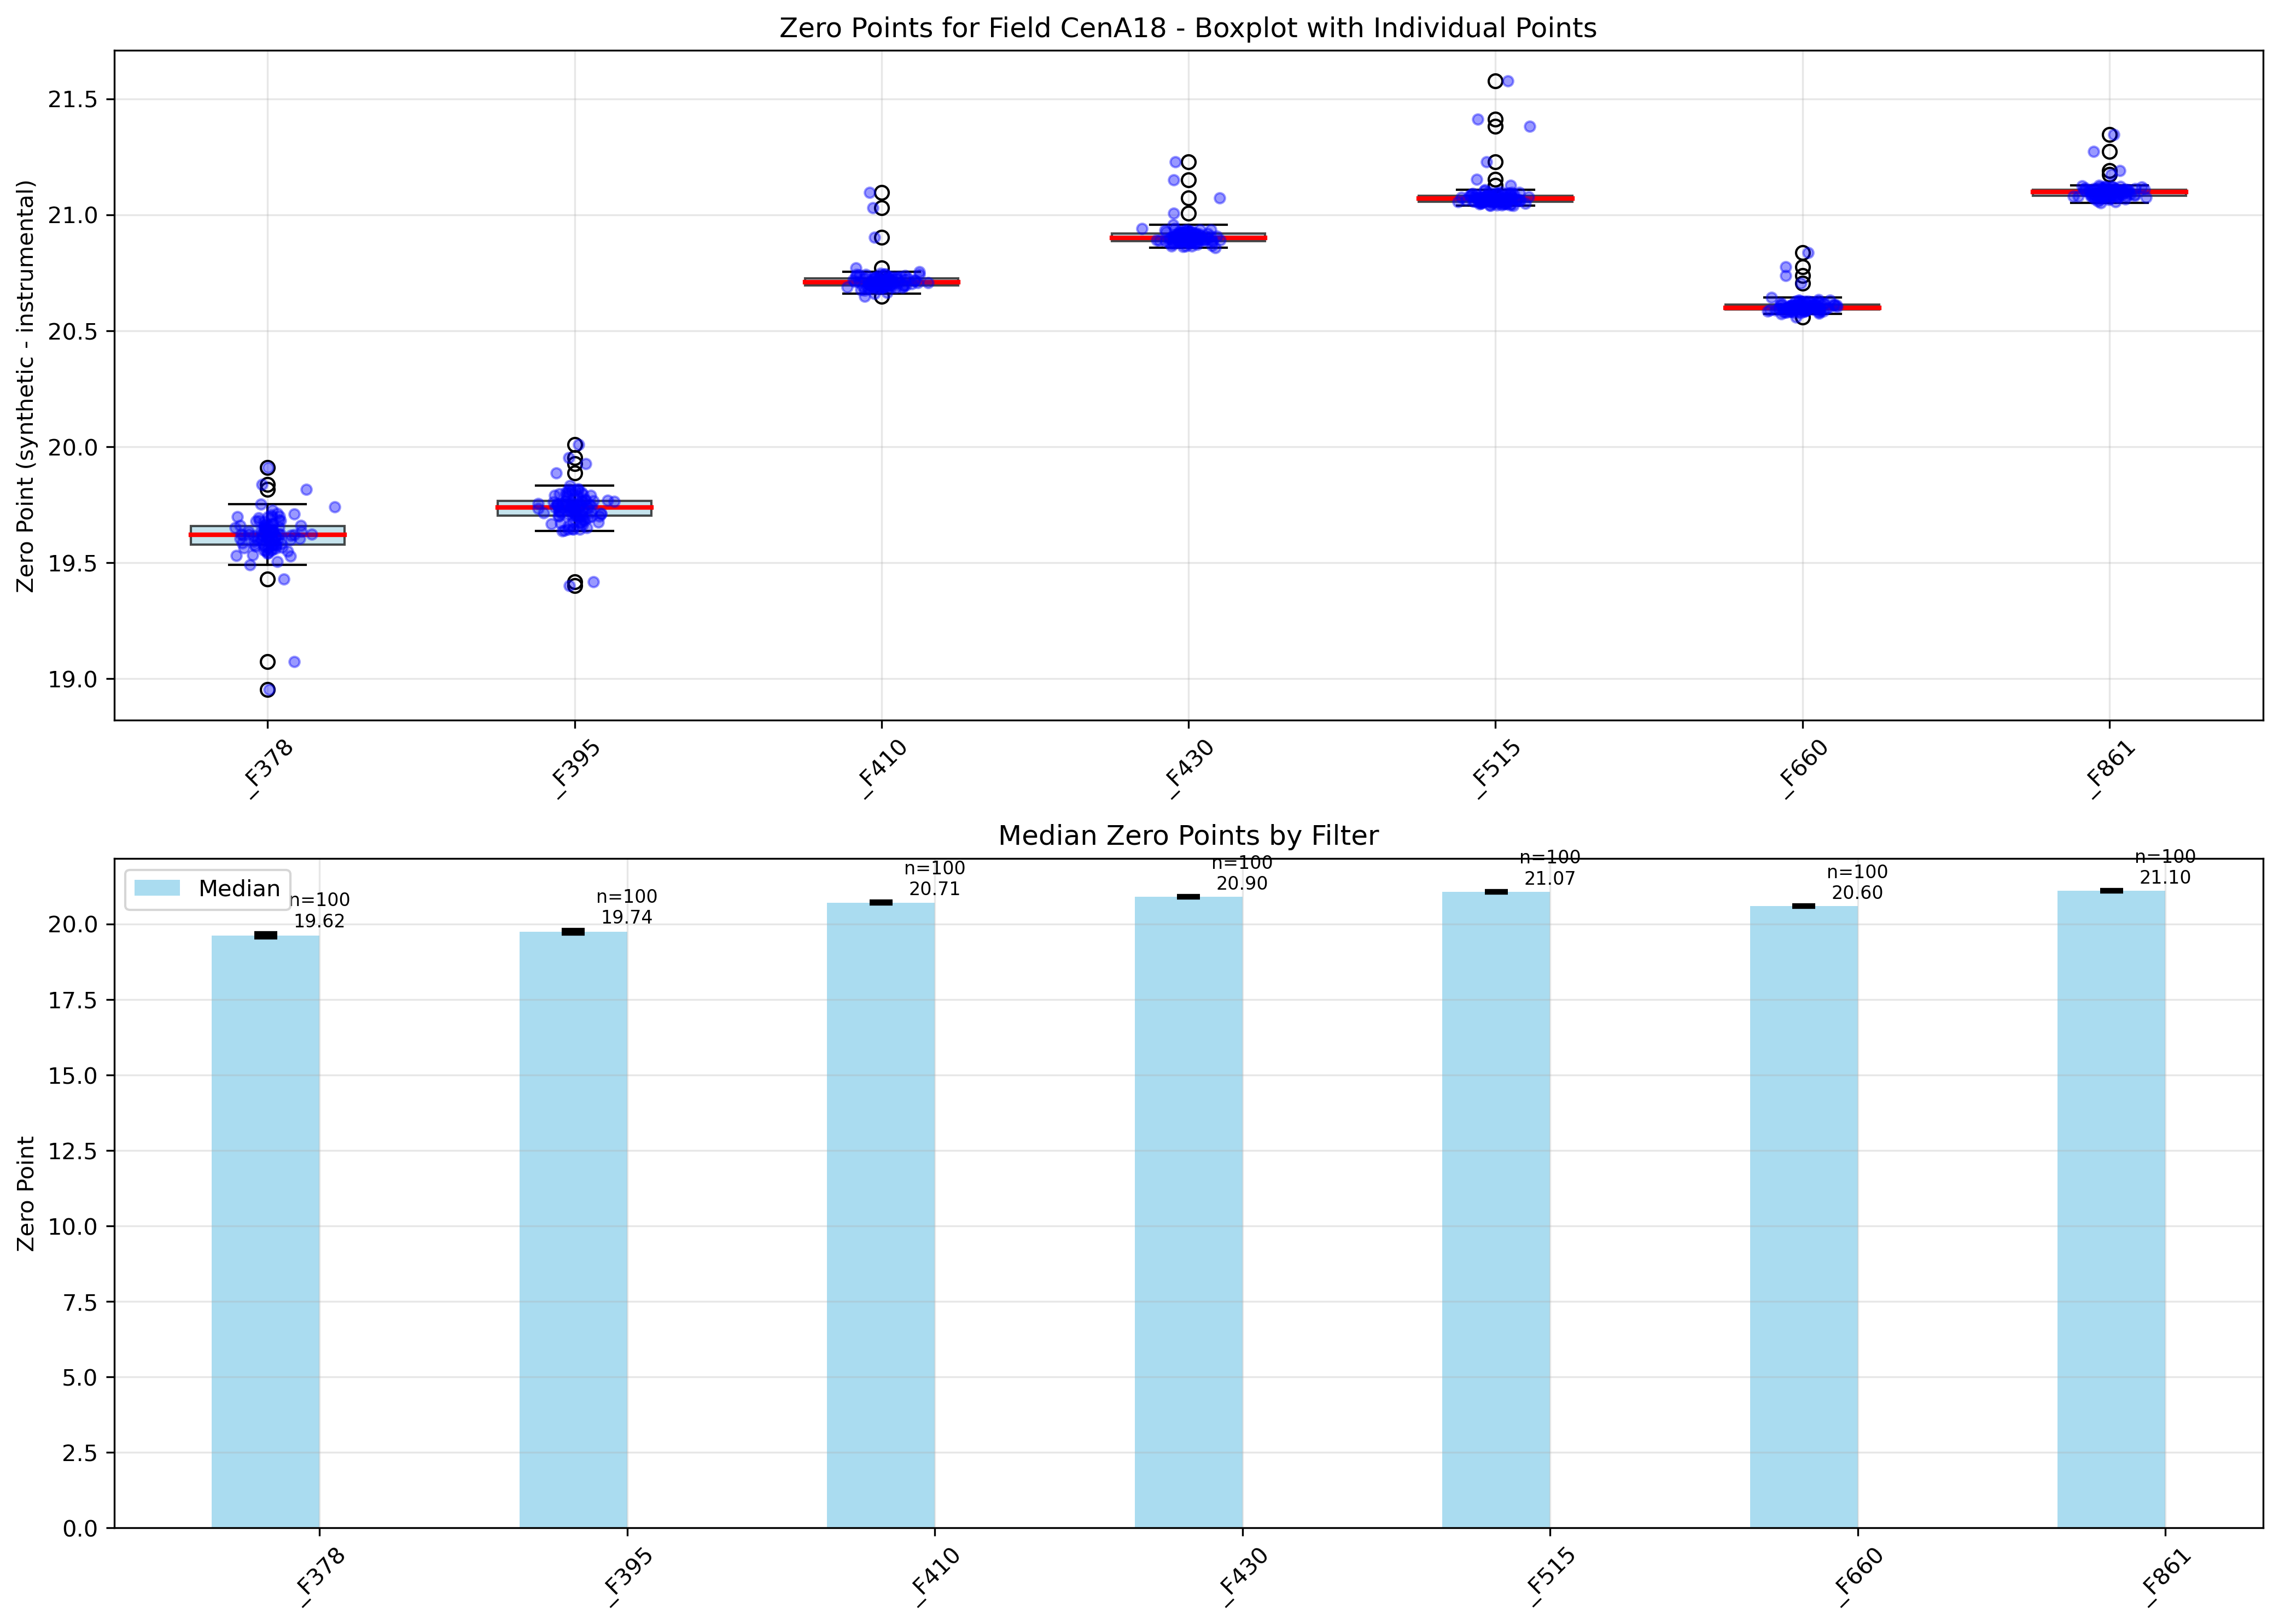 Zero Points for Field CenA18 - Boxplot with Individual Points
Zero Point (synthetic - instrumental)
21.5
21.0
20.5
20.0
19.5
19.0
_F378
_F395
_F410
_F430
_F515
_F660
_F861
Median Zero Points by Filter
Zero Point
20.0
17.5
15.0
12.5
10.0
7.5
5.0
2.5
0.0
Median
n=100
19.62
n=100
19.74
n=100
20.71
n=100
20.90
n=100
21.07
n=100
20.60
n=100
21.10
_F378
_F395
_F410
_F430
_F515
_F660
_F861